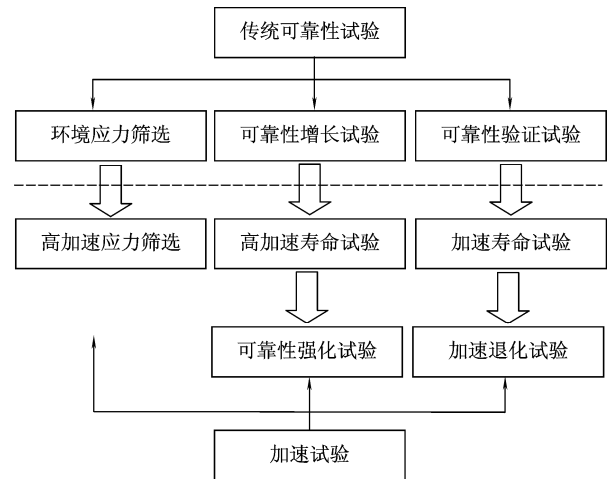 传统可靠性试验
环境应力筛选
可靠性增长试验
可靠性验证试验
高加速应力筛选
高加速寿命试验
加速寿命试验
可靠性强化试验
加速退化试验
加速试验